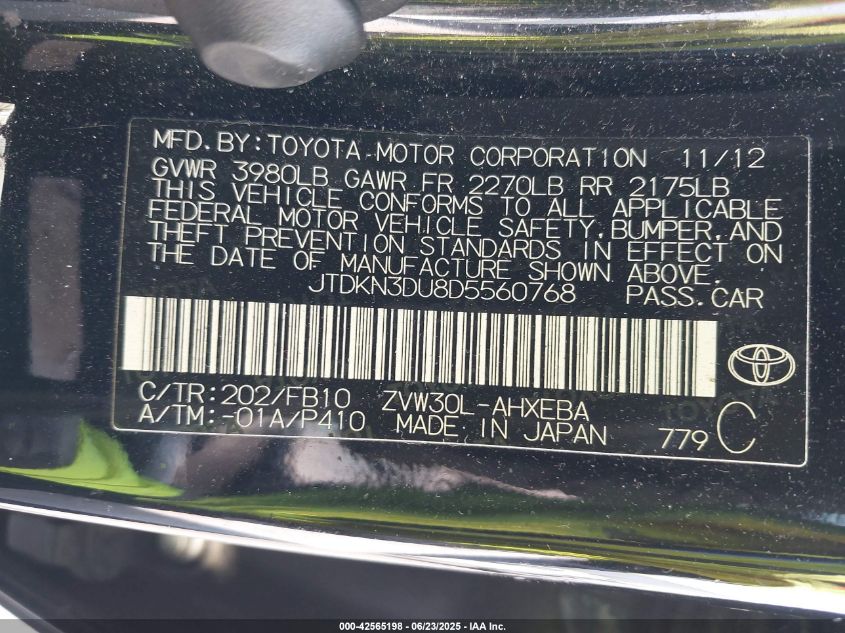 MFD.BY:TOYOTA MOTOR CORPORATION 11/12
GVWR 3980LB GAWR FR 2270LB RR 2175LB
THIS VEHICLE CONFORMS TO ALL APPLICABLE
FEDERAL MOTOR VEHICLE SAFETY,BUMPER,AND
THEFT PREVENTION STANDARDS IN EFFECT ON
THE DATE OF MANUFACTURE SHOWN ABOVE.
JTDKN3DU8D5560768 PASS.CAR
C/TR:202/FB10 ZVW30L-AHXEBA
A/TM:-01A/P410 MADE IN JAPAN 779 C
000-42565198 - 06/23/2025 - IAA Inc.